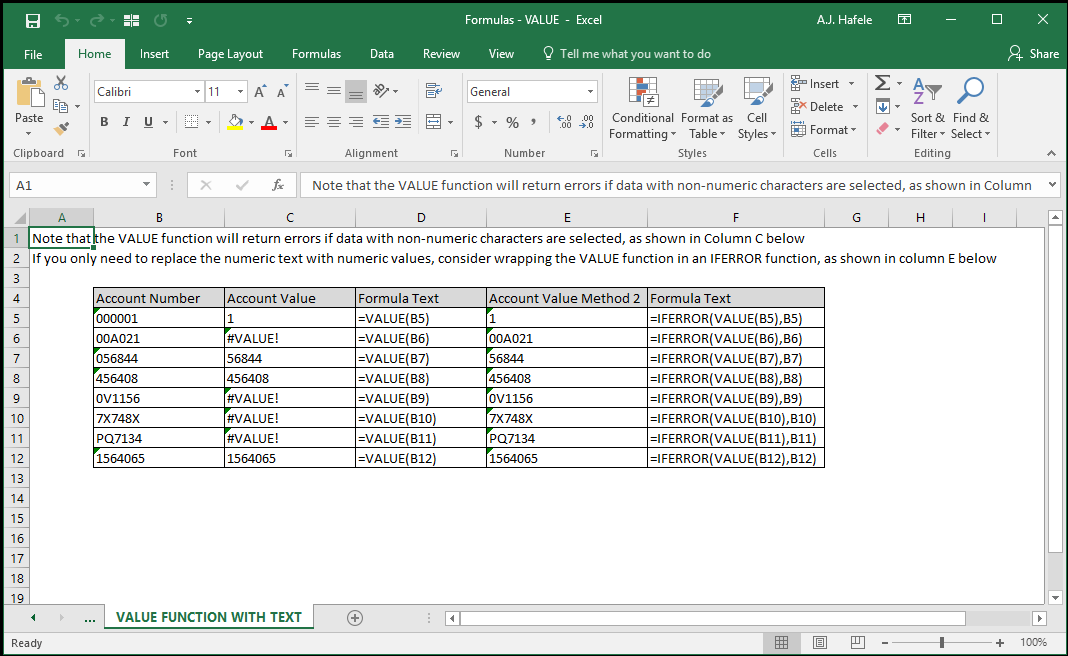 Formulas - VALUE - Excel
A.J. Hafele
File Home Insert Page Layout Formulas Data Review View Tell me what you want to do Share
Calibri 11 General
Paste
B I U $ % ,
Conditional Formatting
Format as Table
Cell Styles
Insert
Delete
Format
Sort & Filter
Find & Select
Clipboard Font Alignment Number Styles Cells Editing
A1 fx Note that the VALUE function will return errors if data with non-numeric characters are selected, as shown in Column
A B C D E F G H I
1 Note that the VALUE function will return errors if data with non-numeric characters are selected, as shown in Column C below
2 If you only need to replace the numeric text with numeric values, consider wrapping the VALUE function in an IFERROR function, as shown in column E below
3
4 Account Number Account Value Formula Text Account Value Method 2 Formula Text
5 000001 1 =VALUE(B5) 1 =IFERROR(VALUE(B5),B5)
6 00A021 #VALUE! =VALUE(B6) 00A021 =IFERROR(VALUE(B6),B6)
7 056844 56844 =VALUE(B7) 56844 =IFERROR(VALUE(B7),B7)
8 456408 456408 =VALUE(B8) 456408 =IFERROR(VALUE(B8),B8)
9 0V1156 #VALUE! =VALUE(B9) 0V1156 =IFERROR(VALUE(B9),B9)
10 7X748X #VALUE! =VALUE(B10) 7X748X =IFERROR(VALUE(B10),B10)
11 PQ7134 #VALUE! =VALUE(B11) PQ7134 =IFERROR(VALUE(B11),B11)
12 1564065 1564065 =VALUE(B12) 1564065 =IFERROR(VALUE(B12),B12)
13
14
15
16
17
18
19
... VALUE FUNCTION WITH TEXT
Ready 100%